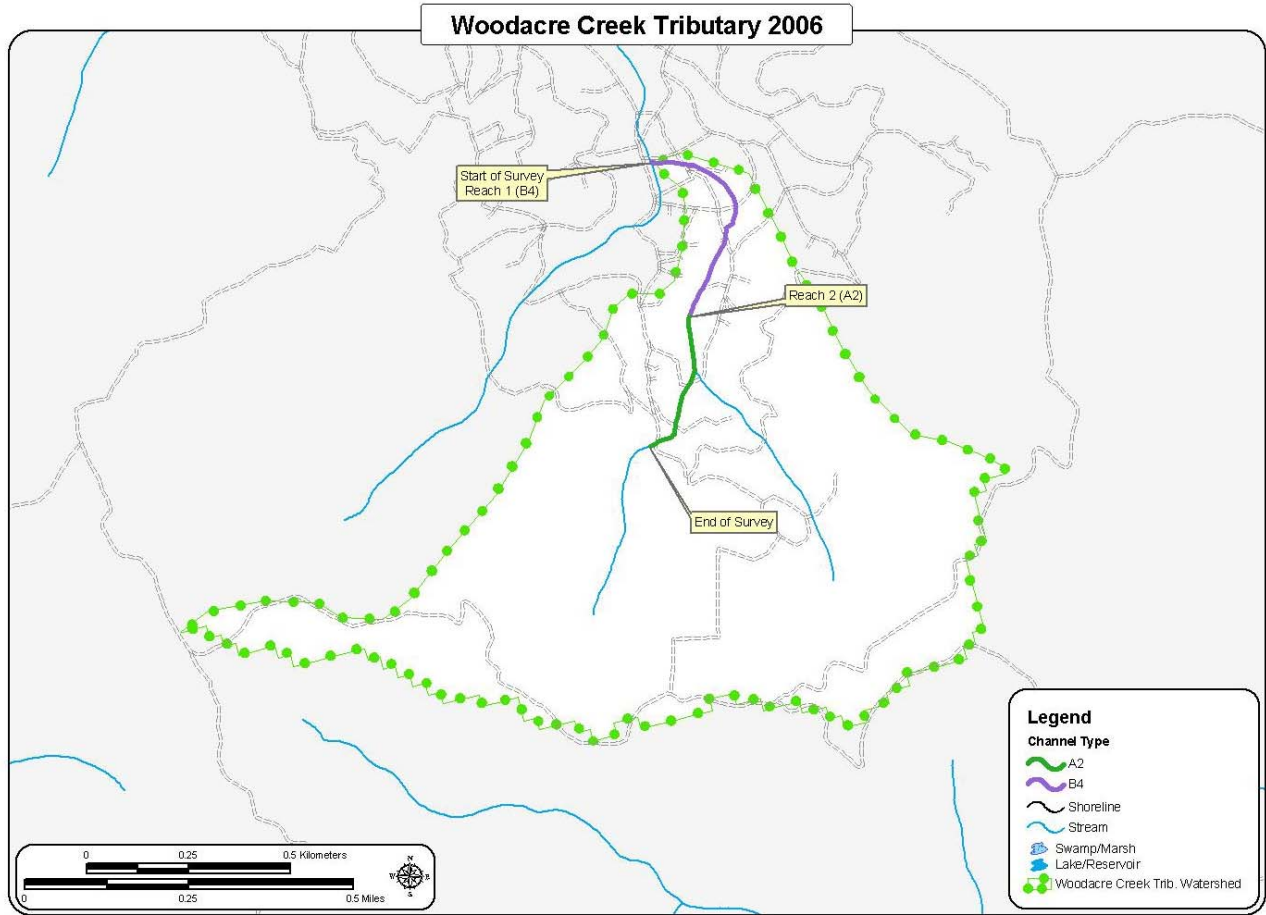 Woodacre Creek Tributary 2006
Start of Survey
Reach 1 (B4)
Reach 2 (A2)
End of Survey
Legend
Channel Type
A2
B4
Shoreline
Stream
Swamp/Marsh
Lake/Reservoir
Woodacre Creek Trib. Watershed
0 0.25 0.5 Kilometers
0 0.25 0.5 Miles
N
W E
S